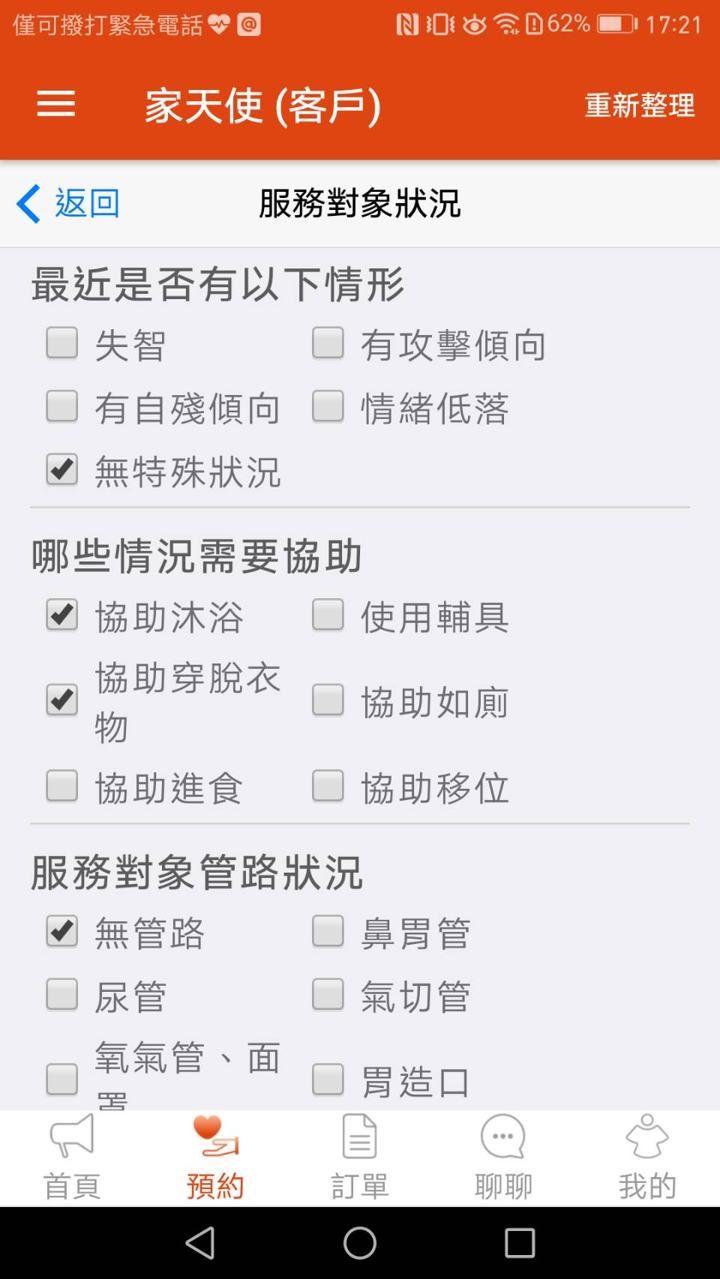 僅可撥打緊急電話 62% 17:21
家天使 (客戶) 重新整理
返回 服務對象狀況
最近是否有以下情形
失智 有攻擊傾向
有自殘傾向 情緒低落
無特殊狀況
哪些情況需要協助
協助沐浴 使用輔具
協助穿脫衣
物 協助如廁
協助進食 協助移位
服務對象管路狀況
無管路 鼻胃管
尿管 氣切管
氧氣管、面
罩 胃造口
首頁 預約 訂單 聊聊 我的